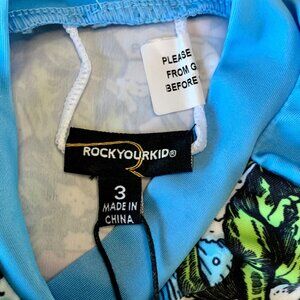 PLEASE
FROM G
BEFORE
ROCKYOURKID®
3
MADE IN
CHINA